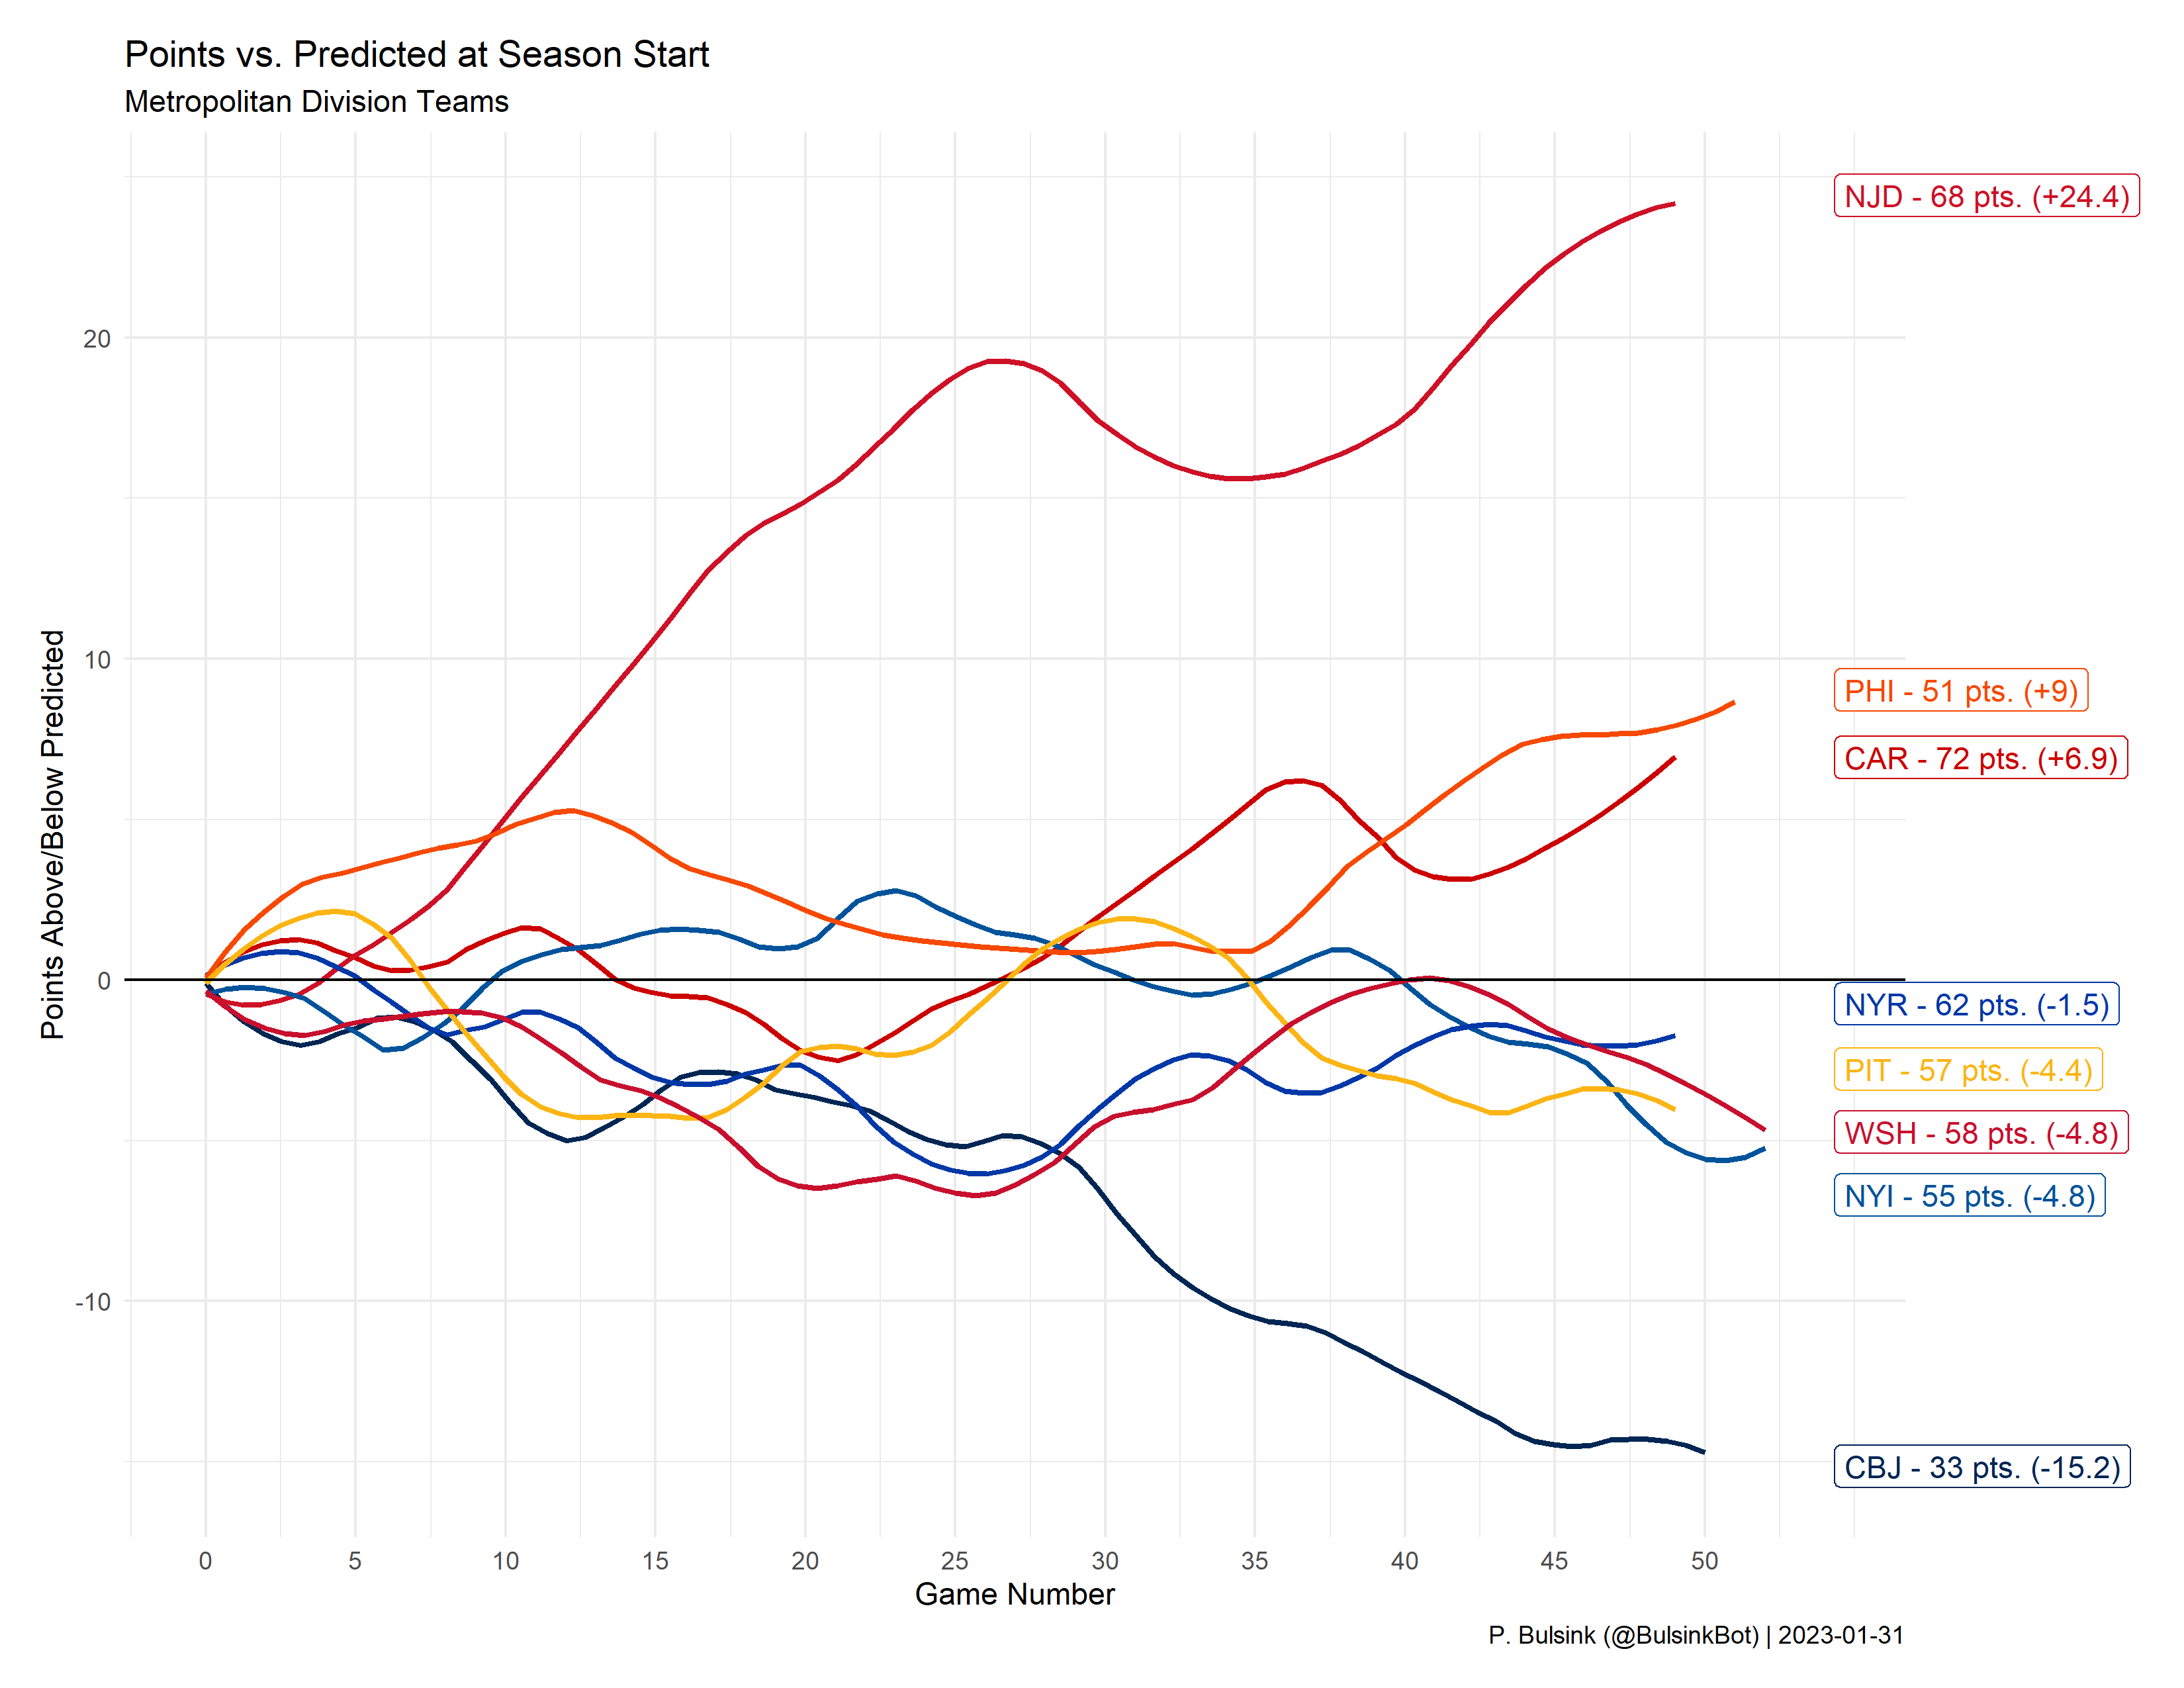 Points vs. Predicted at Season Start
Metropolitan Division Teams
Points Above/Below Predicted
20
10
0
-10
NJD - 68 pts. (+24.4)
PHI - 51 pts. (+9)
CAR - 72 pts. (+6.9)
NYR - 62 pts. (-1.5)
PIT - 57 pts. (-4.4)
WSH - 58 pts. (-4.8)
NYI - 55 pts. (-4.8)
CBJ - 33 pts. (-15.2)
0 5 10 15 20 25 30 35 40 45 50
Game Number
P. Bulsink (@BulsinkBot) | 2023-01-31